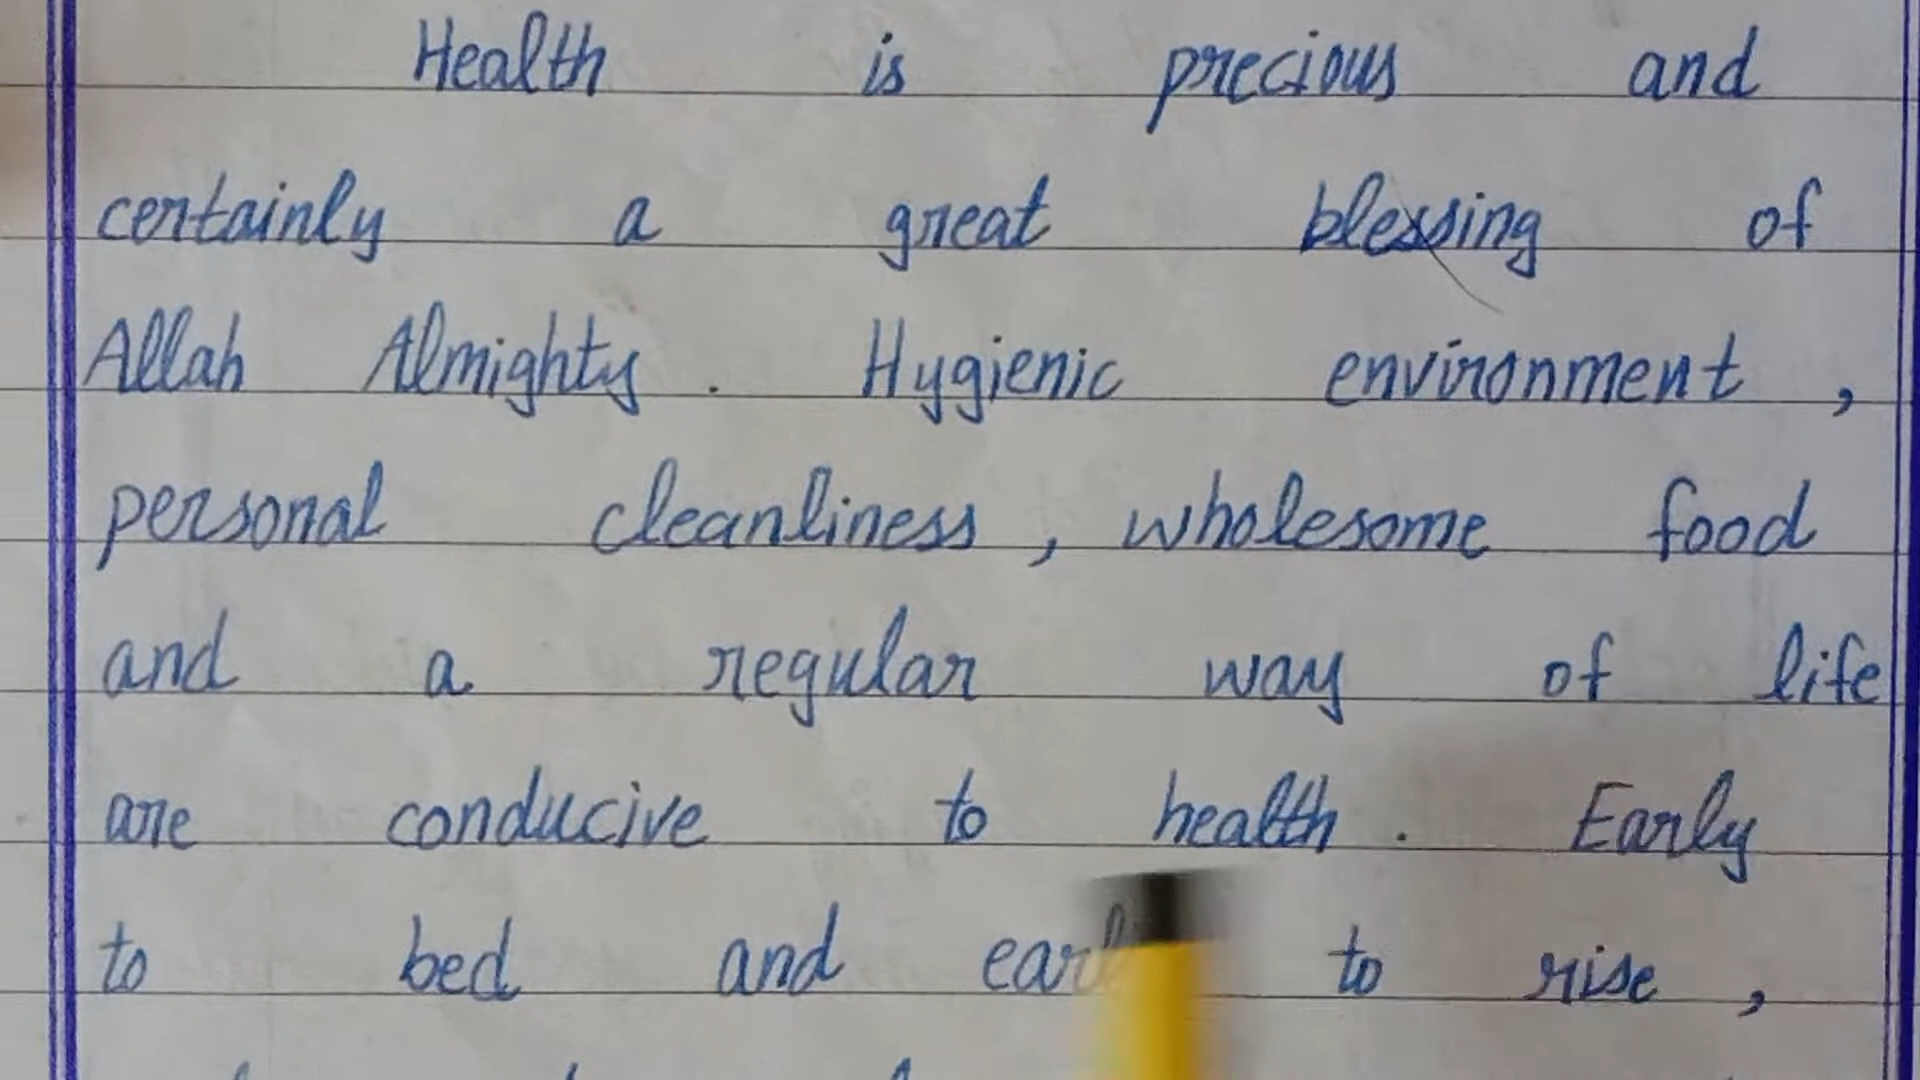 Health is precious and
certainly a great blessing of
Allah Almighty . Hygienic environment ,
personal cleanliness , wholesome food
and a regular way of life
are conducive to health . Early
to bed and to rise ,